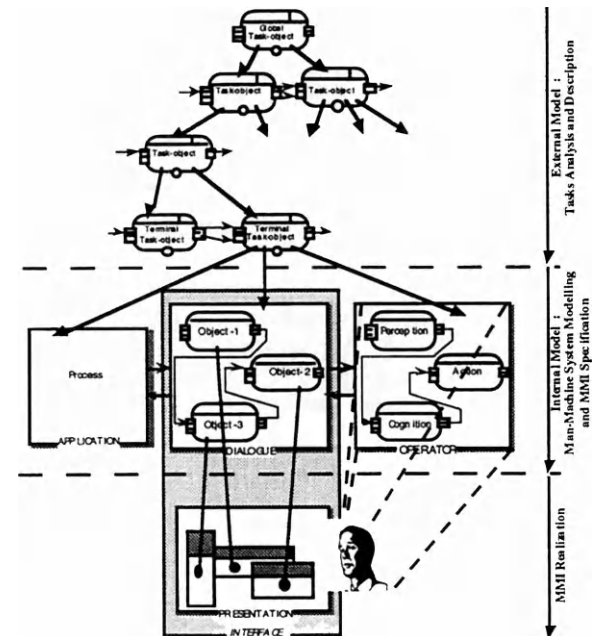 Global
Task-object
Task object
Task-object
Task-object
Terminal
Task-object
Terminal
Task object
Process
APPLICATION
Object -1
Object- 2
Object -3
DIALOGUE
Perception
Action
Cognition
OPERATOR
PRESENTATION
INTERFACE
External Model :
Tasks Analysis and Description
Internal Model :
Man-Machine System Modelling
and MMI Specification
MMI Realization